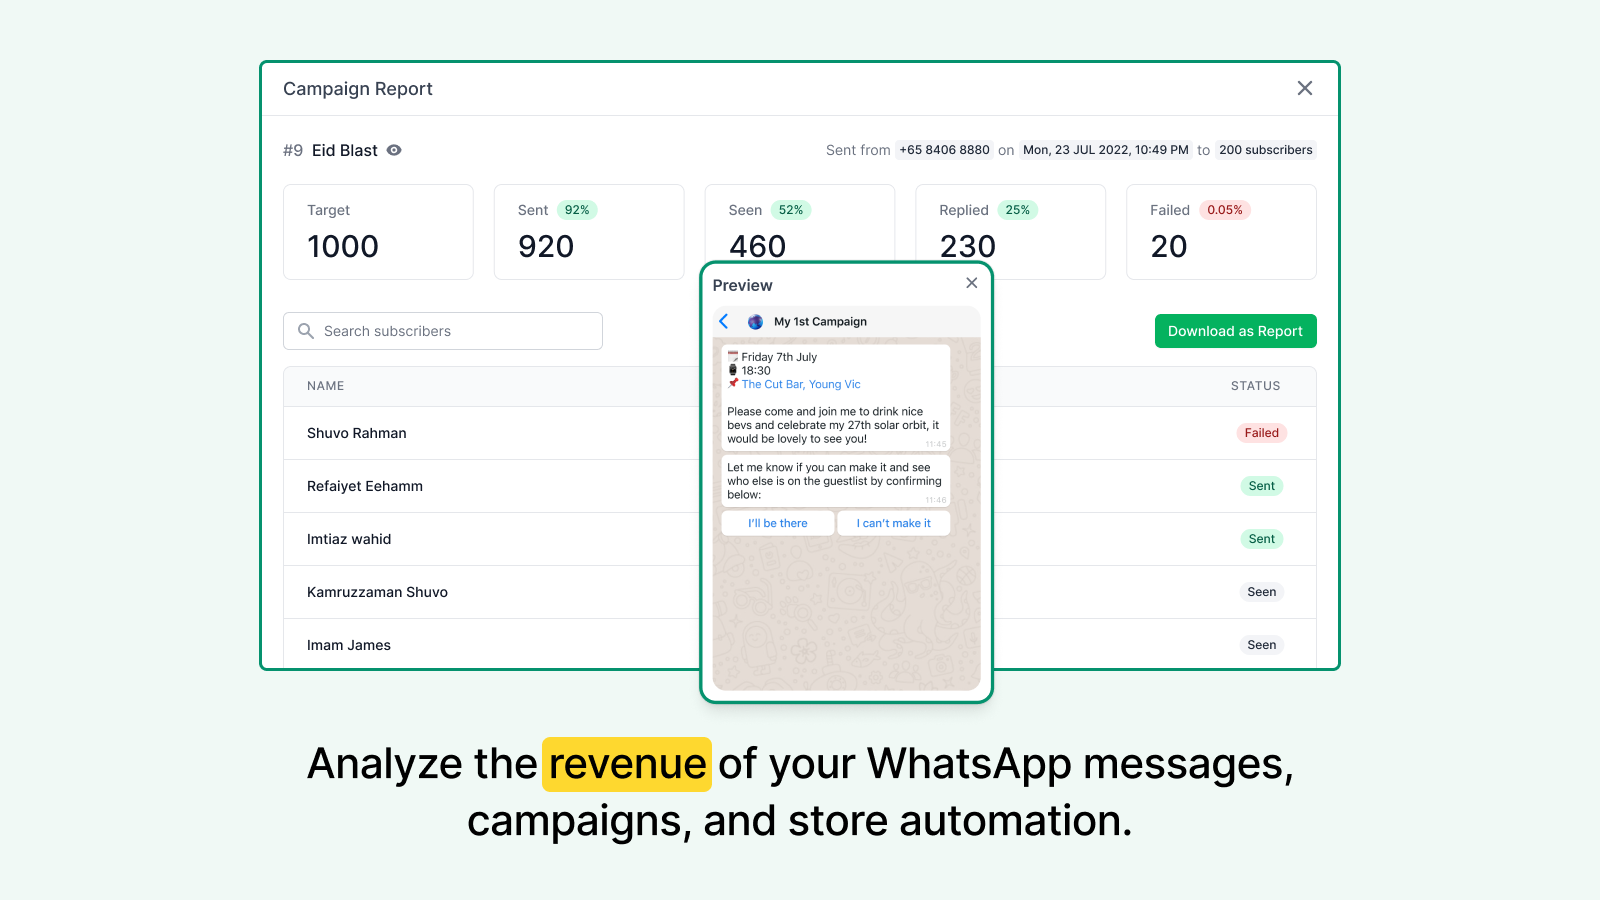 Campaign Report
#9 Eid Blast
Sent from +65 8406 8880 on Mon, 23 JUL 2022, 10:49 PM to 200 subscribers
Target
1000
Sent 92%
920
Seen 52%
460
Replied 25%
230
Failed 0.05%
20
Search subscribers
Download as Report
NAME
STATUS
Shuvo Rahman
Failed
Refaiyet Eehamm
Sent
Imtiaz wahid
Sent
Kamruzzaman Shuvo
Seen
Imam James
Seen
Preview
My 1st Campaign
Friday 7th July
18:30
The Cut Bar, Young Vic
Please come and join me to drink nice
bevs and celebrate my 27th solar orbit, it
would be lovely to see you!
11:45
Let me know if you can make it and see
who else is on the guestlist by confirming
below:
11:46
I'll be there
I can't make it
Analyze the revenue of your WhatsApp messages,
campaigns, and store automation.